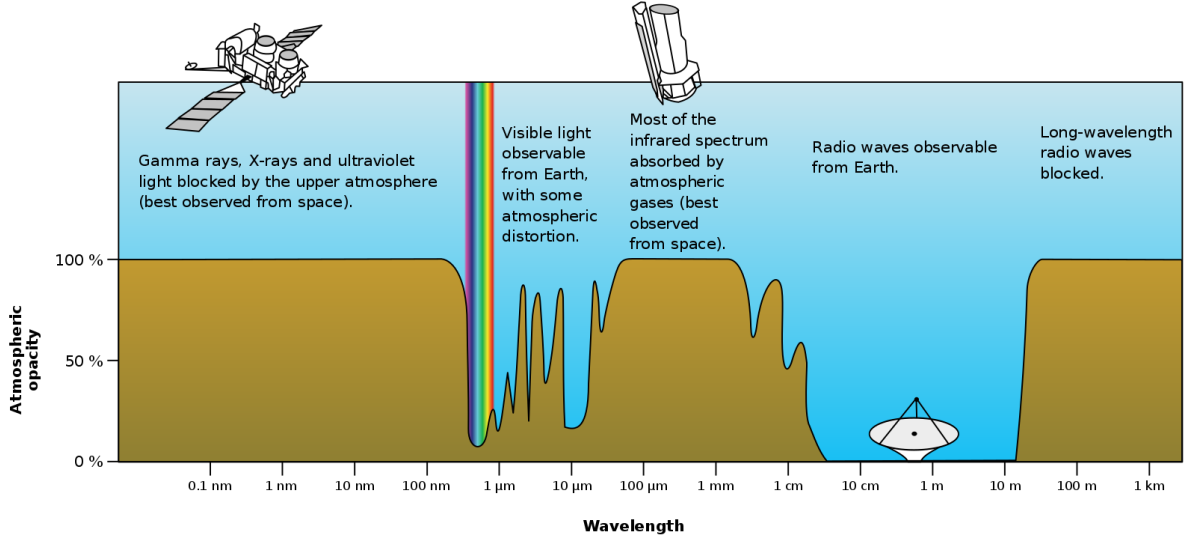 Gamma rays, X-rays and ultraviolet
light blocked by the upper atmosphere
(best observed from space).
Visible light
observable
from Earth,
with some
atmospheric
distortion.
Most of the
infrared spectrum
absorbed by
atmospheric
gases (best
observed
from space).
Radio waves observable
from Earth.
Long-wavelength
radio waves
blocked.
Atmospheric
opacity
100 %
50 %
0 %
0.1 nm
1 nm
10 nm
100 nm
1 µm
10 µm
100 µm
1 mm
1 cm
10 cm
1 m
10 m
100 m
1 km
Wavelength